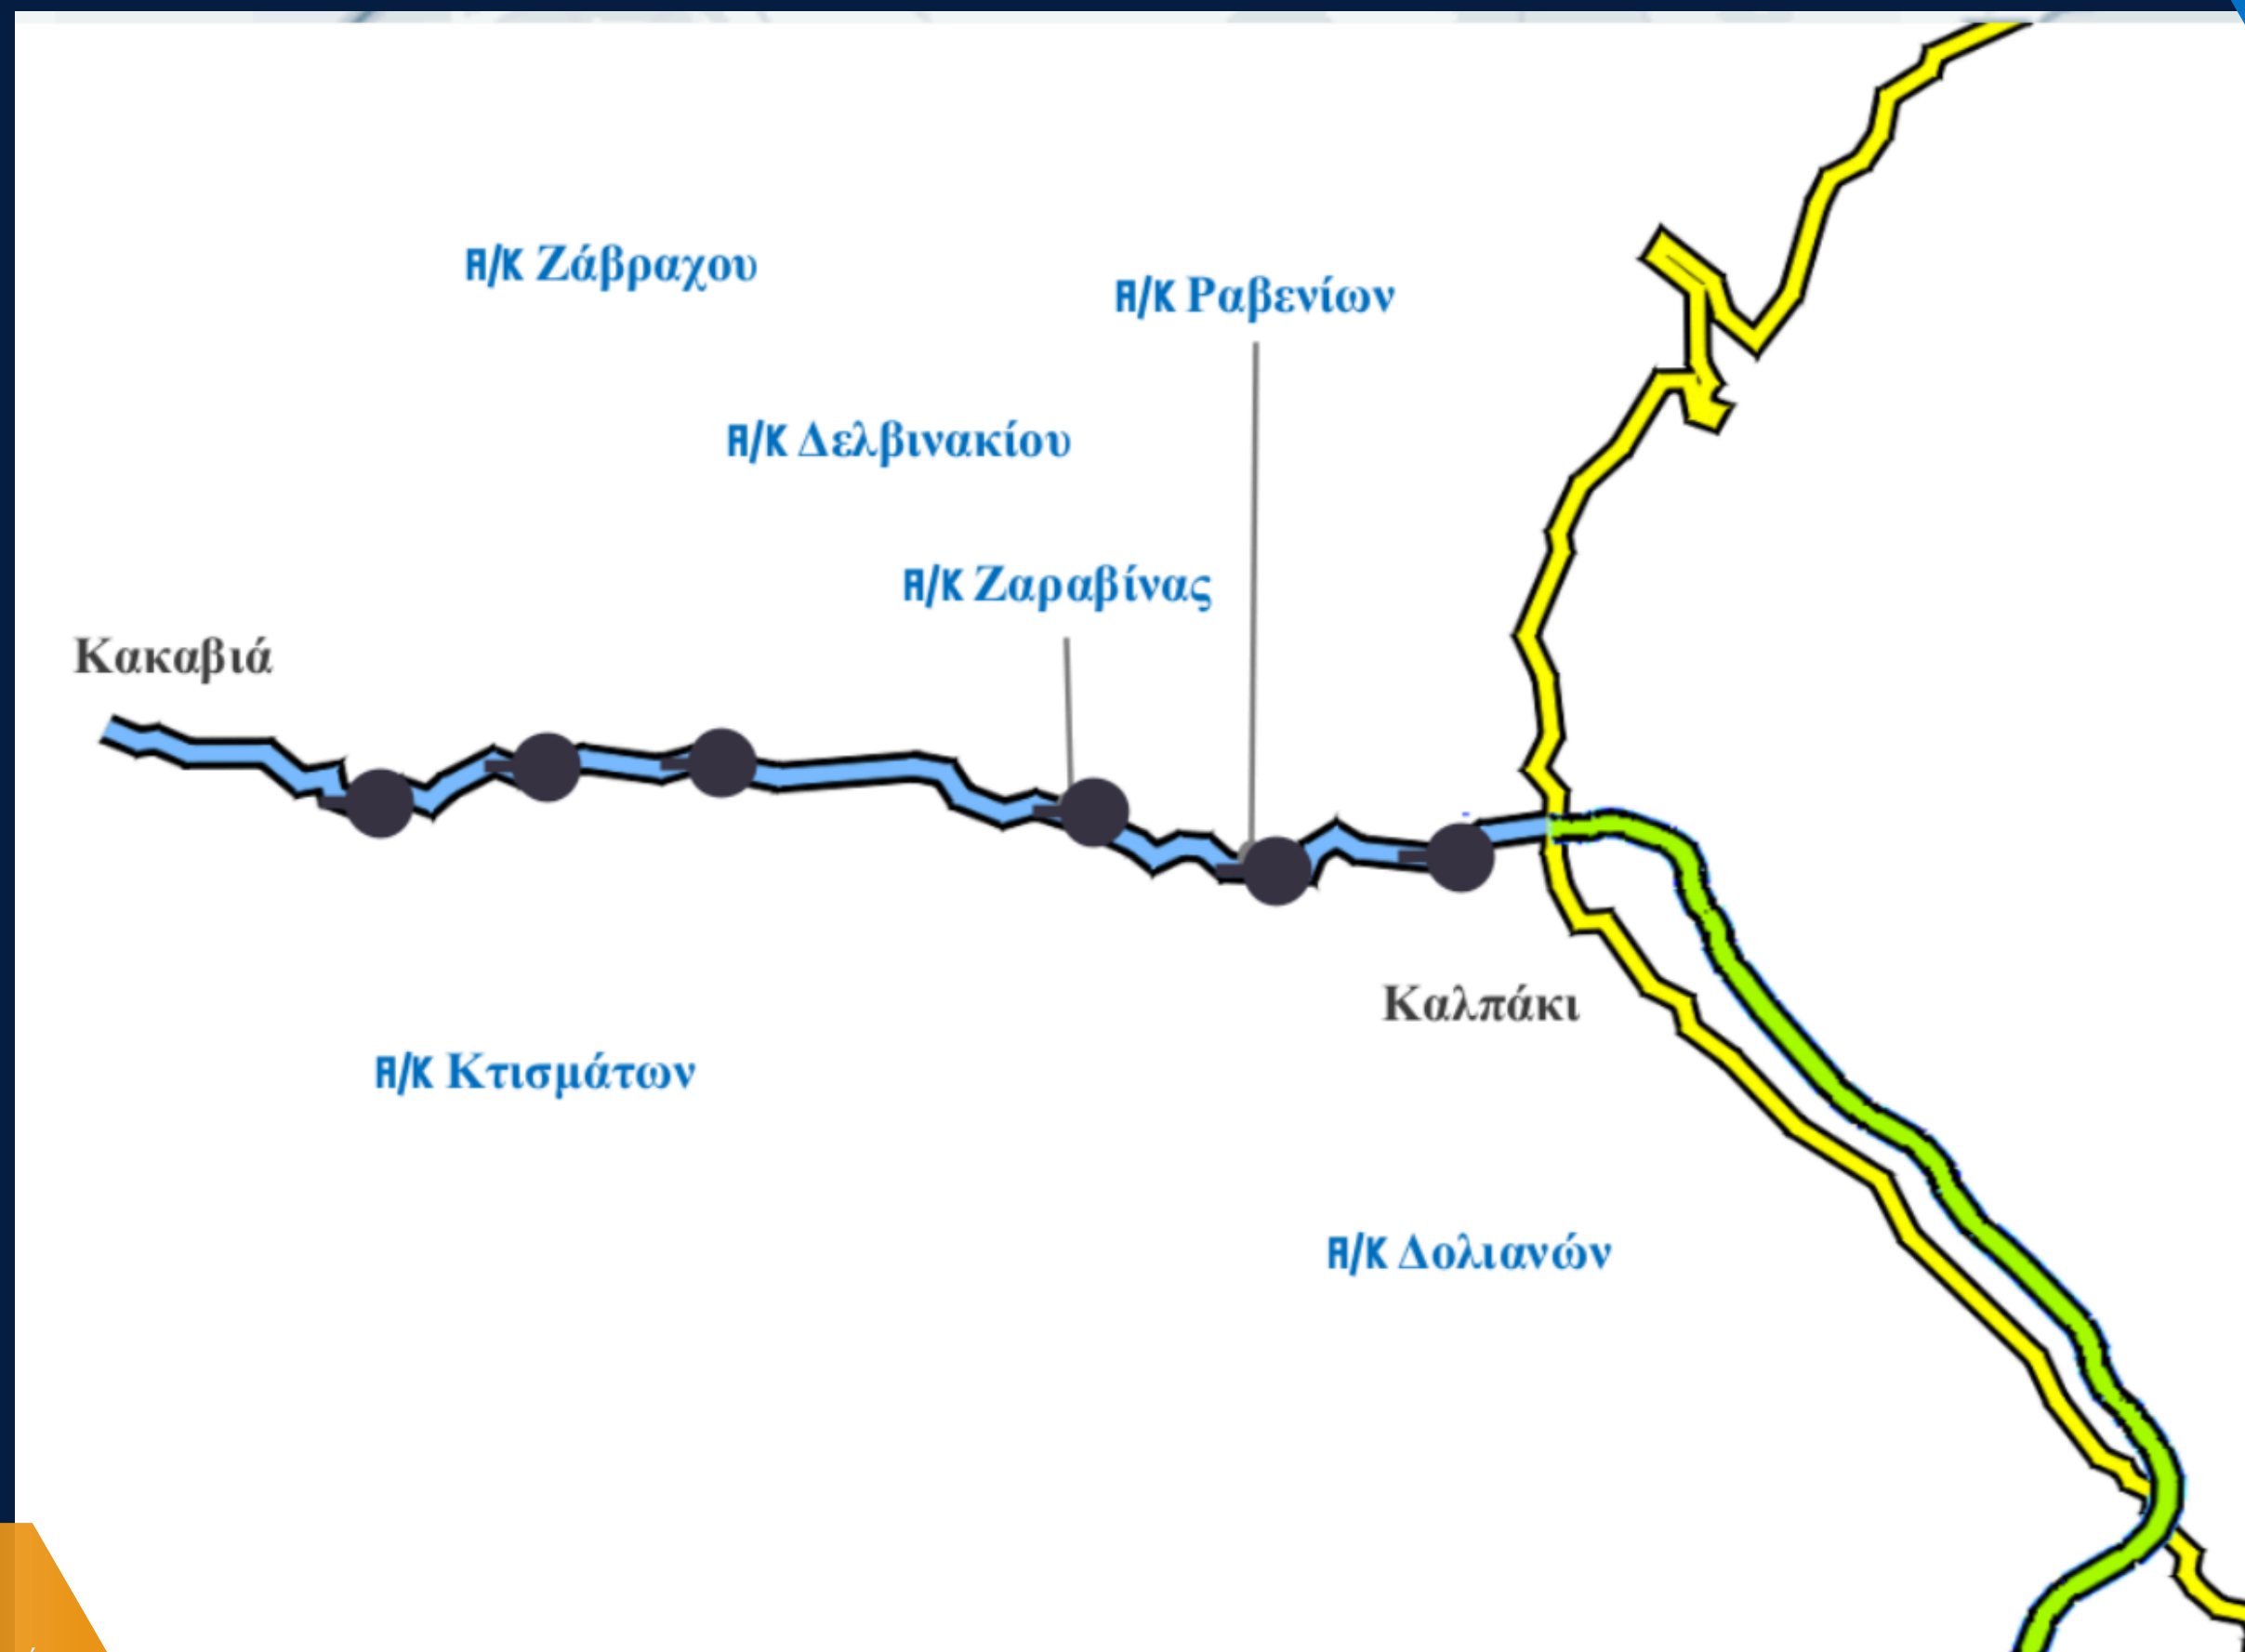 Α/Κ Ζάβραχου
Α/Κ Ραβενίων
Α/Κ Δελβινακίου
Α/Κ Ζαραβίνας
Κακαβιά
Καλπάκι
Α/Κ Κτισμάτων
Α/Κ Δολιανών